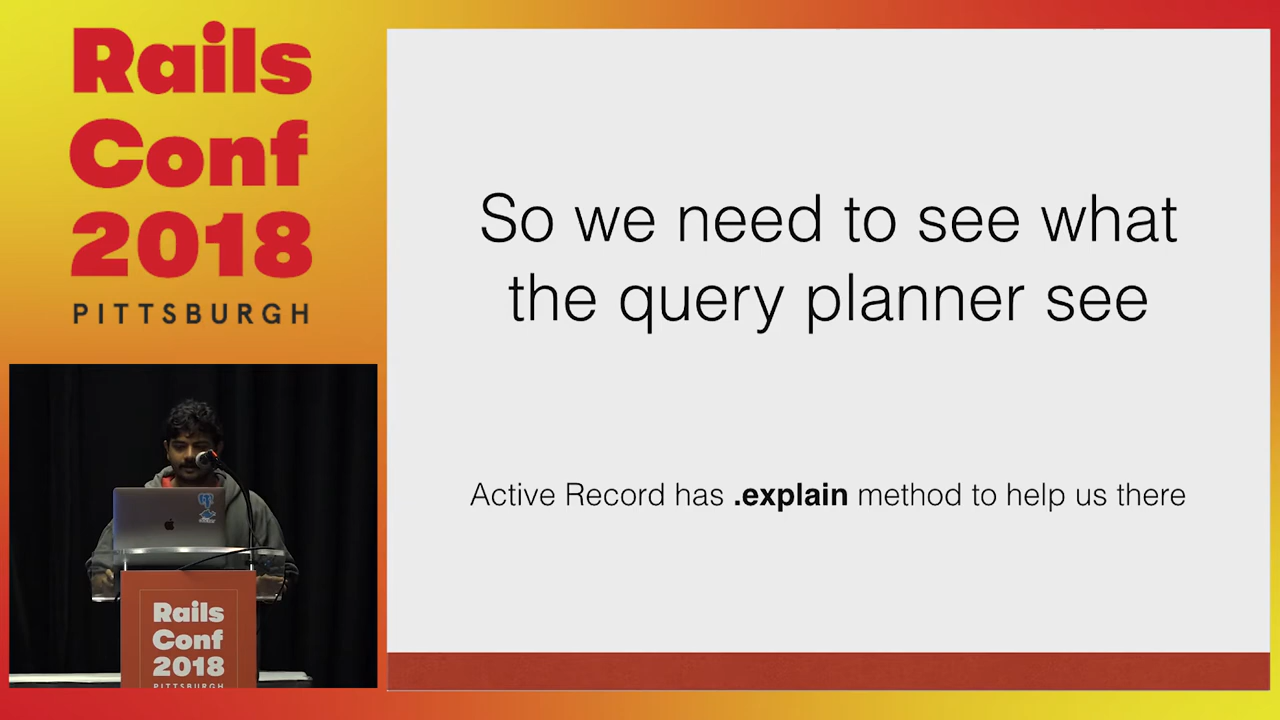 Rails
Conf
2018
PITTSBURGH
So we need to see what
the query planner see
Active Record has .explain method to help us there
Rails
Conf
2018
PITTSBURGH